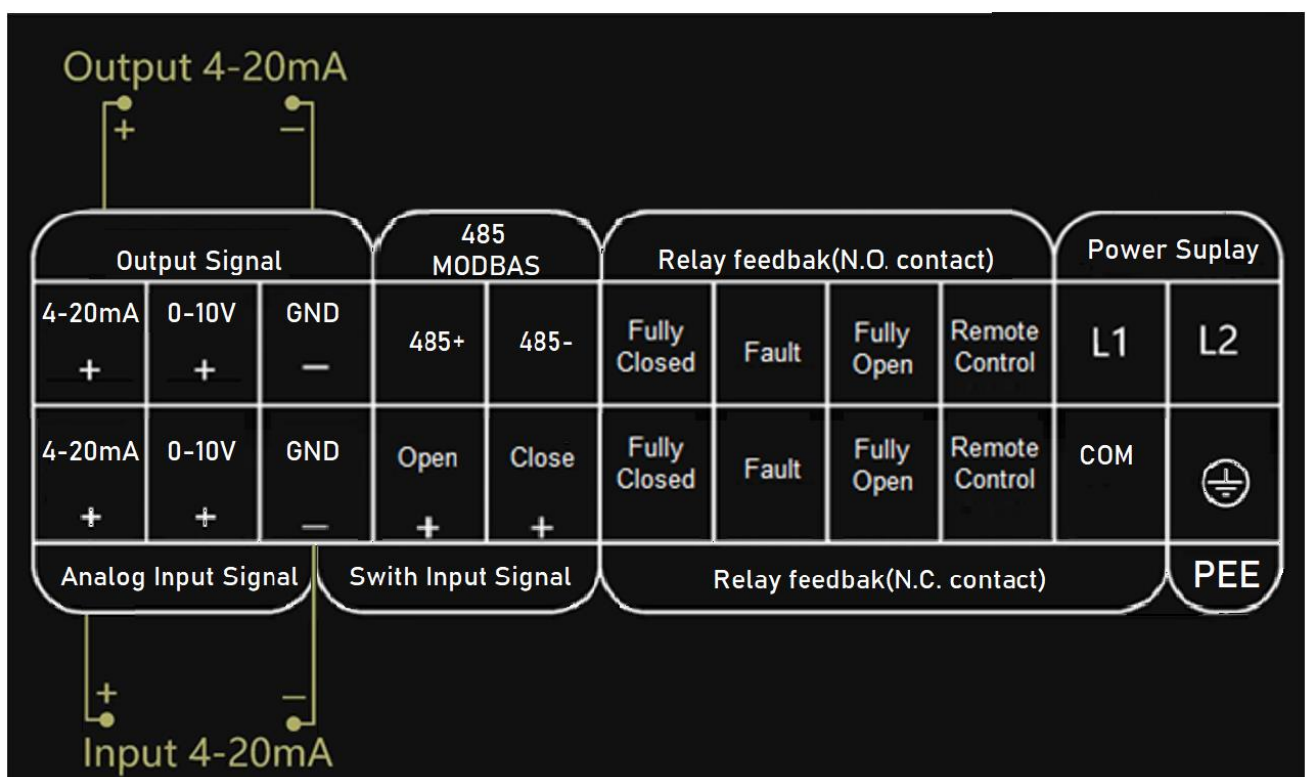 Output 4-20mA
+ −
Output Signal
485
MODBAS
Relay feedbak(N.O. contact)
Power Suplay
4-20mA
+
0-10V
+
GND
−
485+
485-
Fully
Closed
Fault
Fully
Open
Remote
Control
L1
L2
4-20mA
+
0-10V
+
GND
−
Open
+
Close
+
Fully
Closed
Fault
Fully
Open
Remote
Control
COM
Analog Input Signal
Swith Input Signal
Relay feedbak(N.C. contact)
PEE
+ −
Input 4-20mA